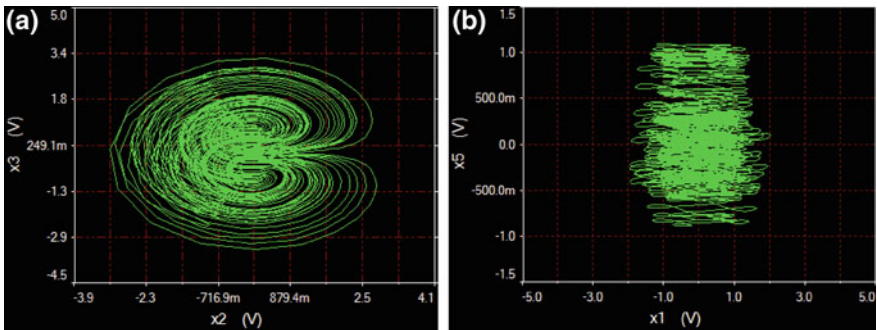 (a)
5.0
3.4
1.8
249.1m
-1.3
-2.9
-4.5
x3 (V)
-3.9 -2.3 -716.9m 879.4m 2.5 4.1
x2 (V)
(b)
1.5
1.0
500.0m
0.0
-500.0m
-1.0
-1.5
x5 (V)
-5.0 -3.0 -1.0 1.0 3.0 5.0
x1 (V)